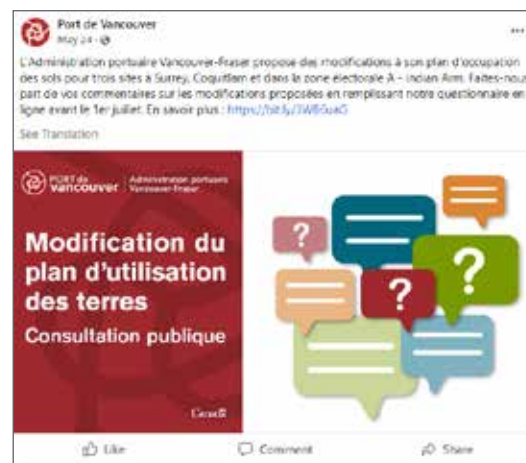 Port de Vancouver
May 24 ·
L'Administration portuaire Vancouver-Fraser propose des modifications à son plan d'occupation
des sols pour trois sites à Surrey, Coquitlam et dans la zone électorale A – Indian Arm. Faites-nous
part de vos commentaires sur les modifications proposées en remplissant notre questionnaire en
ligne avant le 1er juillet. En savoir plus :
See Translation
PORT de
vancouver
Administration portuaire
Vancouver-Fraser
Modification du
plan d'utilisation
des terres
Consultation publique
Canada
?
?
?
Like
Comment
Share